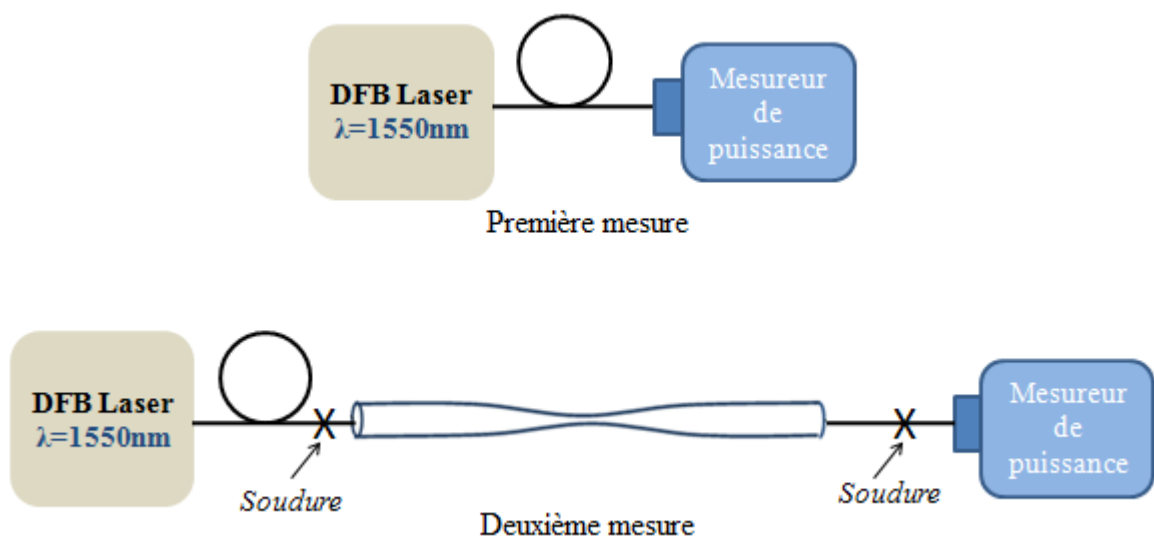 DFB Laser
λ=1550nm
Mesureur
de
puissance
Première mesure
DFB Laser
λ=1550nm
Mesureur
de
puissance
Soudure
Soudure
Deuxième mesure